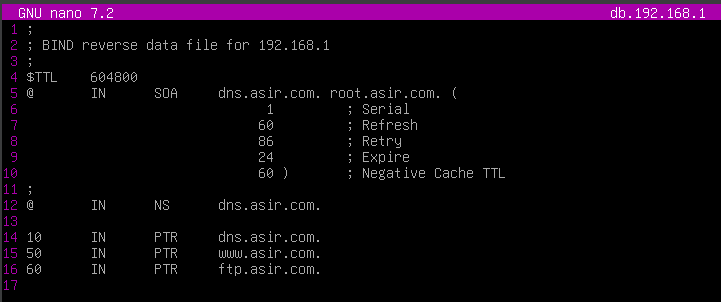 GNU nano 7.2 db.192.168.1
1 ;
2 ; BIND reverse data file for 192.168.1
3 ;
4 $TTL 604800
5 @ IN SOA dns.asir.com. root.asir.com. (
6 1 ; Serial
7 60 ; Refresh
8 86 ; Retry
9 24 ; Expire
10 60 ) ; Negative Cache TTL
11 ;
12 @ IN NS dns.asir.com.
13
14 10 IN PTR dns.asir.com.
15 50 IN PTR www.asir.com.
16 60 IN PTR ftp.asir.com.
17